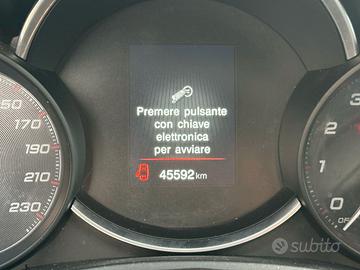 Premere pulsante
con chiave
elettronica
per avviare
45592 km
150
170
190
210
230
3
2
1
0
subito